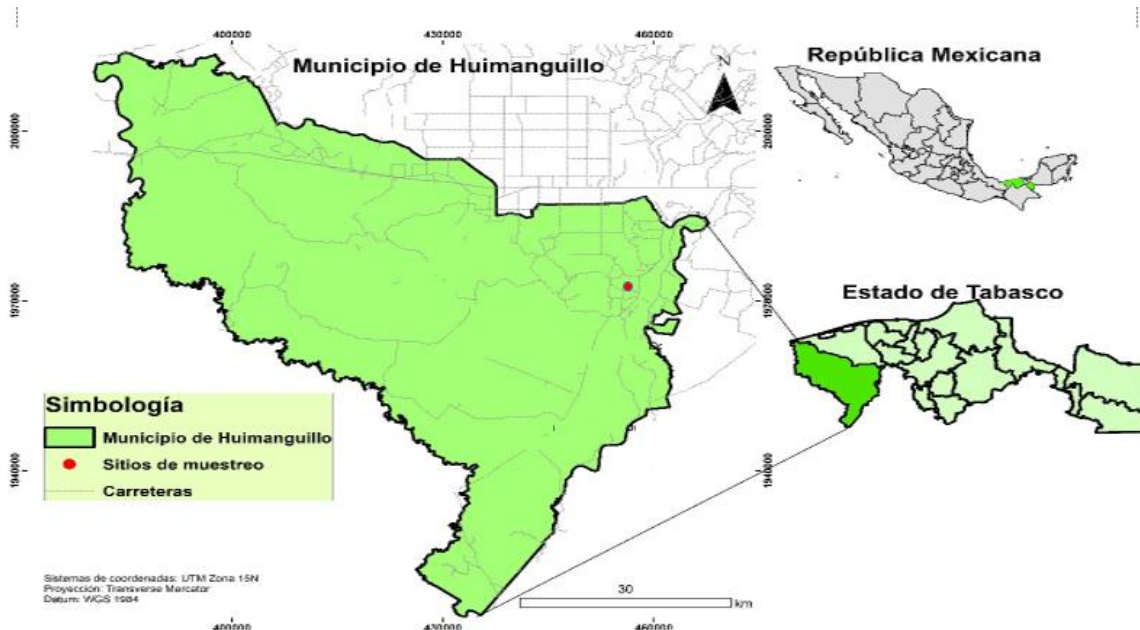 400000
430000
460000
Municipio de Huimanguillo
N
República Mexicana
2000000
2000000
1970000
1970000
Estado de Tabasco
Simbología
Municipio de Huimanguillo
Sitios de muestreo
Carreteras
1940000
1940000
Sistemas de coordenadas: UTM Zona 15N
Proyección: Transverse Mercator
Datum: WGS 1984
30
km
400000
430000
460000